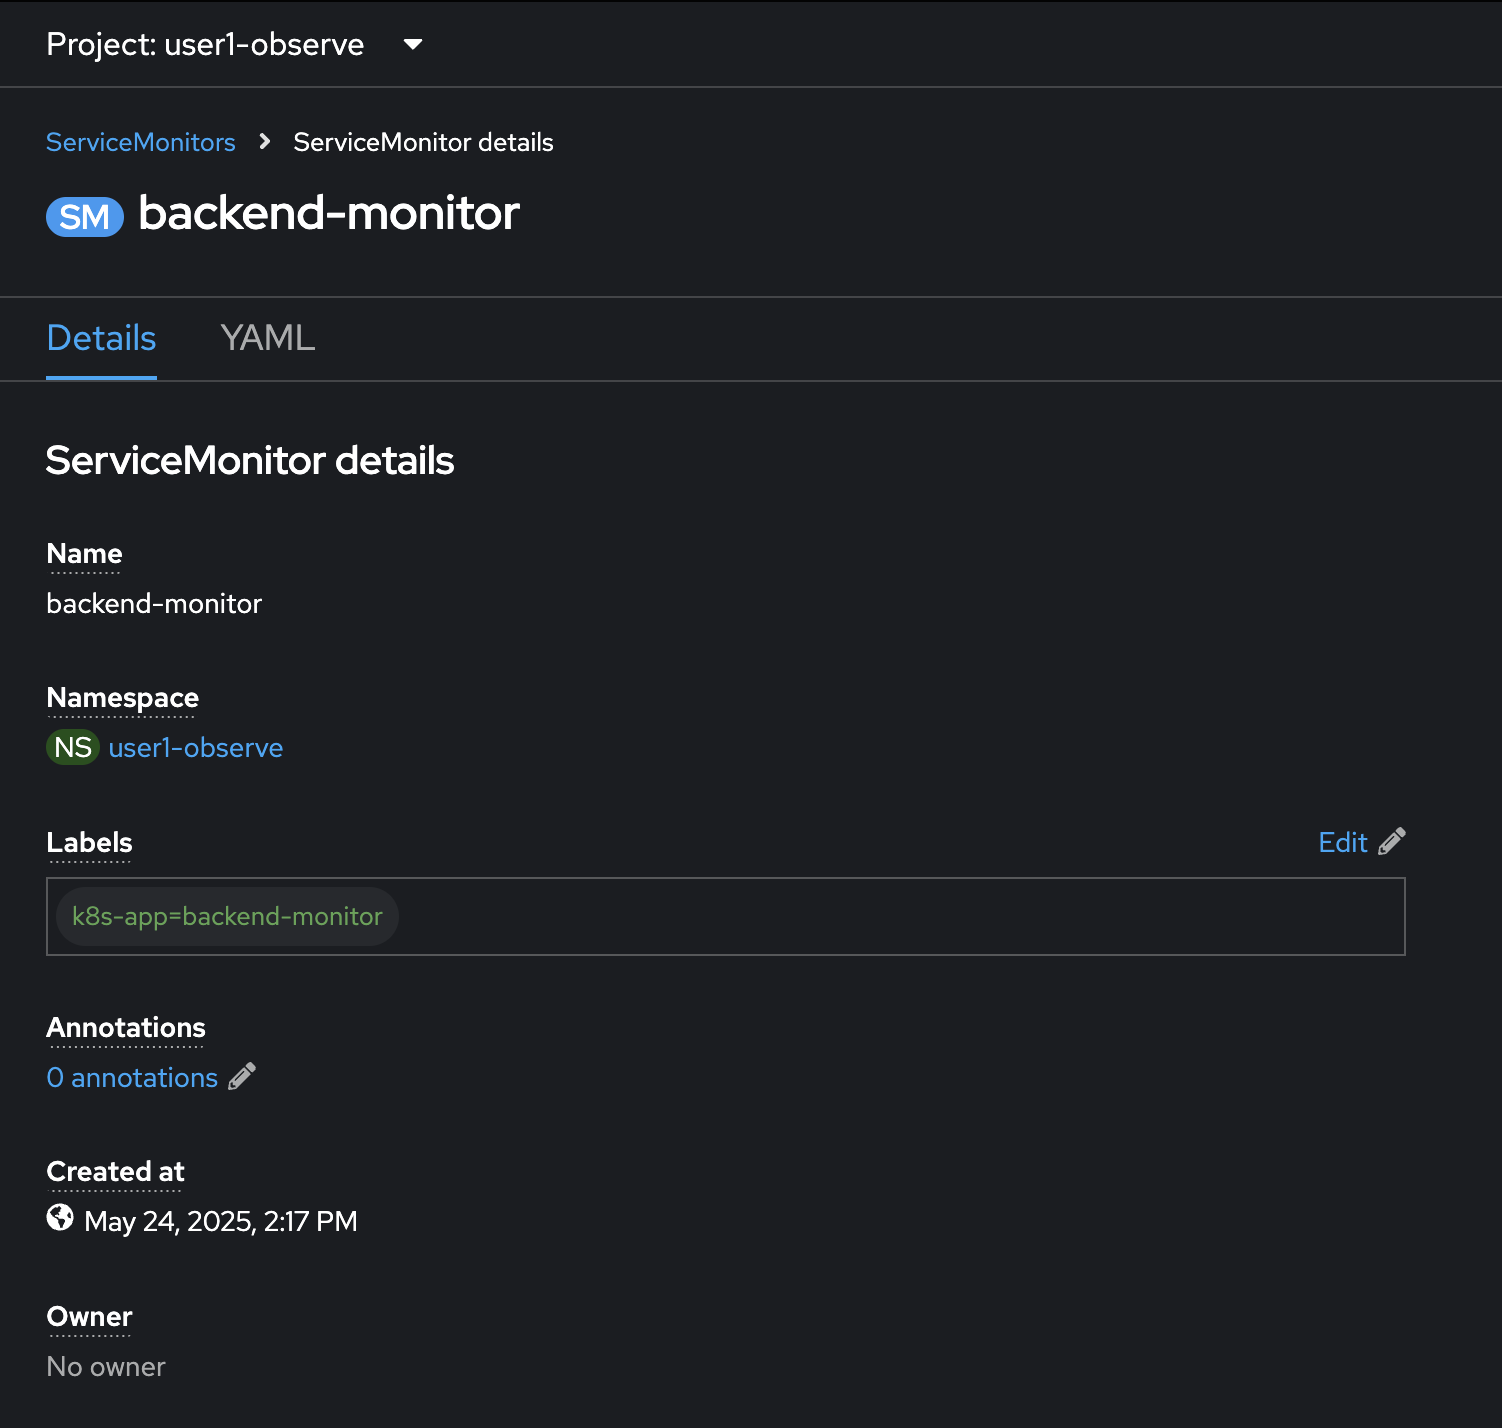 Project: user1-observe
ServiceMonitors > ServiceMonitor details
SM backend-monitor
Details YAML
ServiceMonitor details
Name
backend-monitor
Namespace
NS user1-observe
Labels Edit
k8s-app=backend-monitor
Annotations
0 annotations
Created at
May 24, 2025, 2:17 PM
Owner
No owner